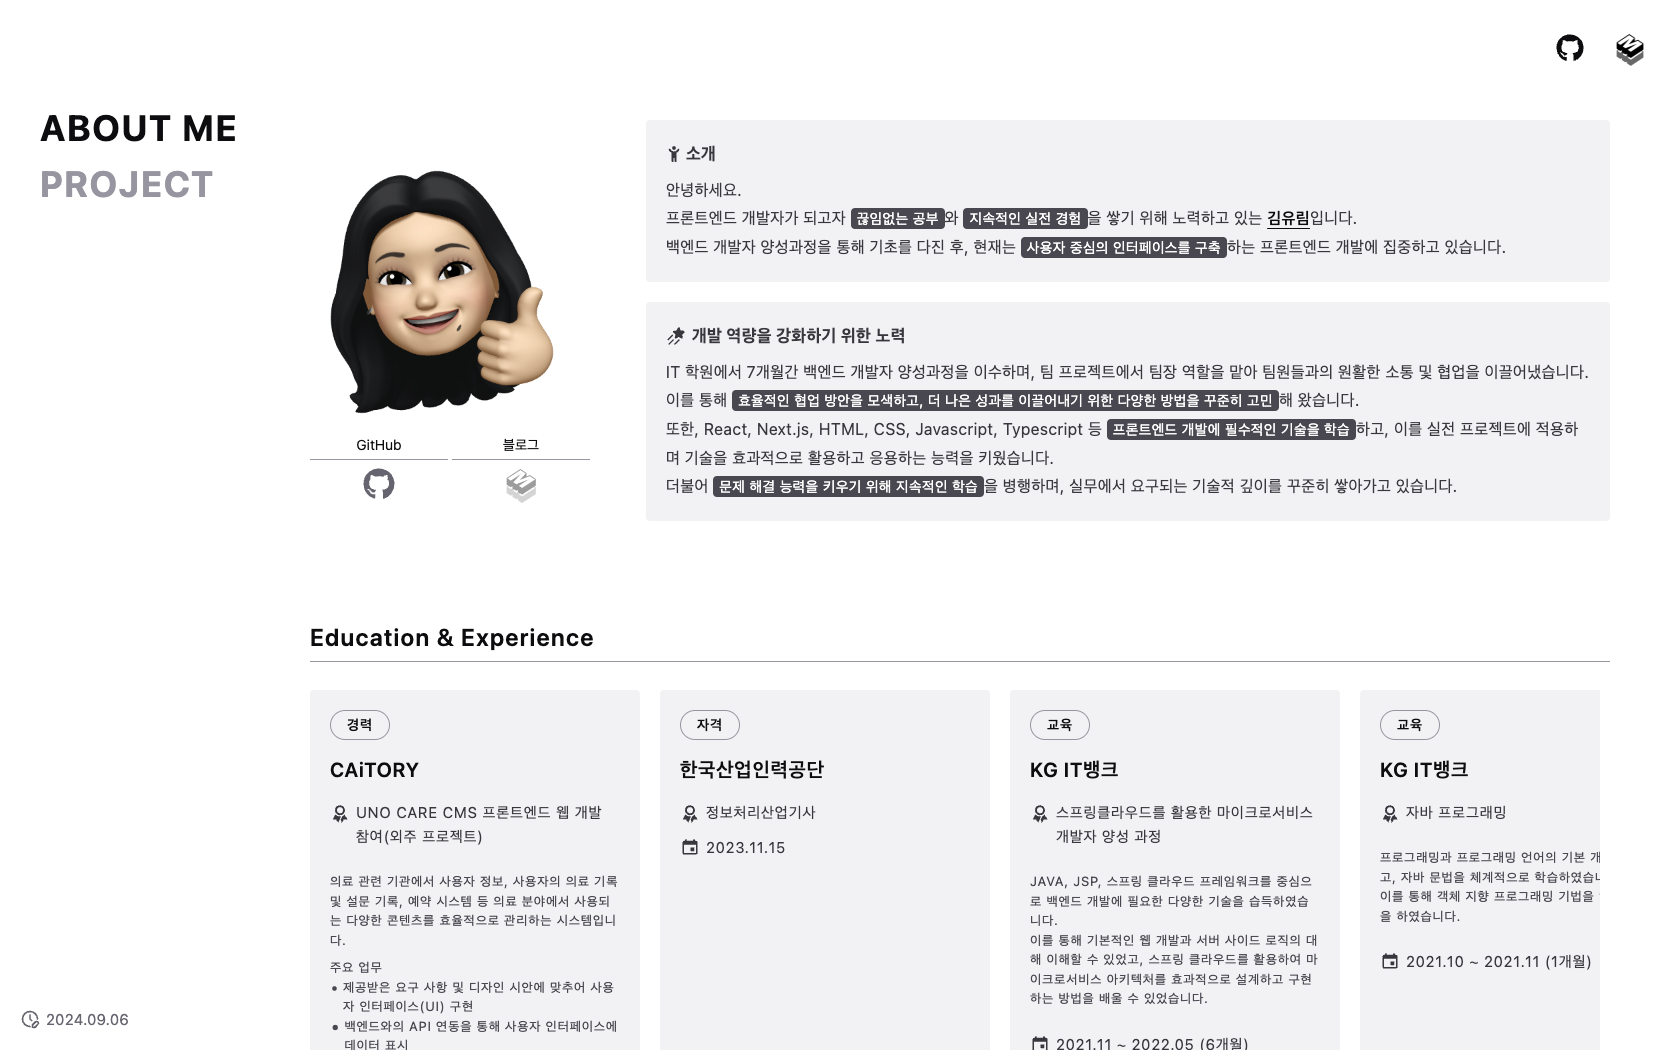 ABOUT ME
PROJECT
GitHub
블로그
소개
안녕하세요.
프론트엔드 개발자가 되고자 끊임없는 공부와 지속적인 실전 경험을 쌓기 위해 노력하고 있는 김유림입니다.
백엔드 개발자 양성과정을 통해 기초를 다진 후, 현재는 사용자 중심의 인터페이스를 구축하는 프론트엔드 개발에 집중하고 있습니다.
개발 역량을 강화하기 위한 노력
IT 학원에서 7개월간 백엔드 개발자 양성과정을 이수하며, 팀 프로젝트에서 팀장 역할을 맡아 팀원들과의 원활한 소통 및 협업을 이끌어냈습니다.
이를 통해 효율적인 협업 방안을 모색하고, 더 나은 성과를 이끌어내기 위한 다양한 방법을 꾸준히 고민해 왔습니다.
또한, React, Next.js, HTML, CSS, Javascript, Typescript 등 프론트엔드 개발에 필수적인 기술을 학습하고, 이를 실전 프로젝트에 적용하
며 기술을 효과적으로 활용하고 응용하는 능력을 키웠습니다.
더불어 문제 해결 능력을 키우기 위해 지속적인 학습을 병행하며, 실무에서 요구되는 기술적 깊이를 꾸준히 쌓아가고 있습니다.
Education & Experience
경력
CAiTORY
UNO CARE CMS 프론트엔드 웹 개발
참여(외주 프로젝트)
의료 관련 기관에서 사용자 정보, 사용자의 의료 기록
및 설문 기록, 예약 시스템 등 의료 분야에서 사용되
는 다양한 콘텐츠를 효율적으로 관리하는 시스템입니
다.
주요 업무
• 제공받은 요구 사항 및 디자인 시안에 맞추어 사용
자 인터페이스(UI) 구현
• 백엔드와의 API 연동을 통해 사용자 인터페이스에
데이터 표시
자격
한국산업인력공단
정보처리산업기사
2023.11.15
교육
KG IT뱅크
스프링클라우드를 활용한 마이크로서비스
개발자 양성 과정
JAVA, JSP, 스프링 클라우드 프레임워크를 중심으
로 백엔드 개발에 필요한 다양한 기술을 습득하였습
니다.
이를 통해 기본적인 웹 개발과 서버 사이드 로직의 대
해 이해할 수 있었고, 스프링 클라우드를 활용하여 마
이크로서비스 아키텍처를 효과적으로 설계하고 구현
하는 방법을 배울 수 있었습니다.
2021.11 ~ 2022.05 (6개월)
교육
KG IT뱅크
자바 프로그래밍
프로그래밍과 프로그래밍 언어의 기본 개
고, 자바 문법을 체계적으로 학습하였습니
이를 통해 객체 지향 프로그래밍 기법을
을 하였습니다.
2021.10 ~ 2021.11 (1개월)
2024.09.06